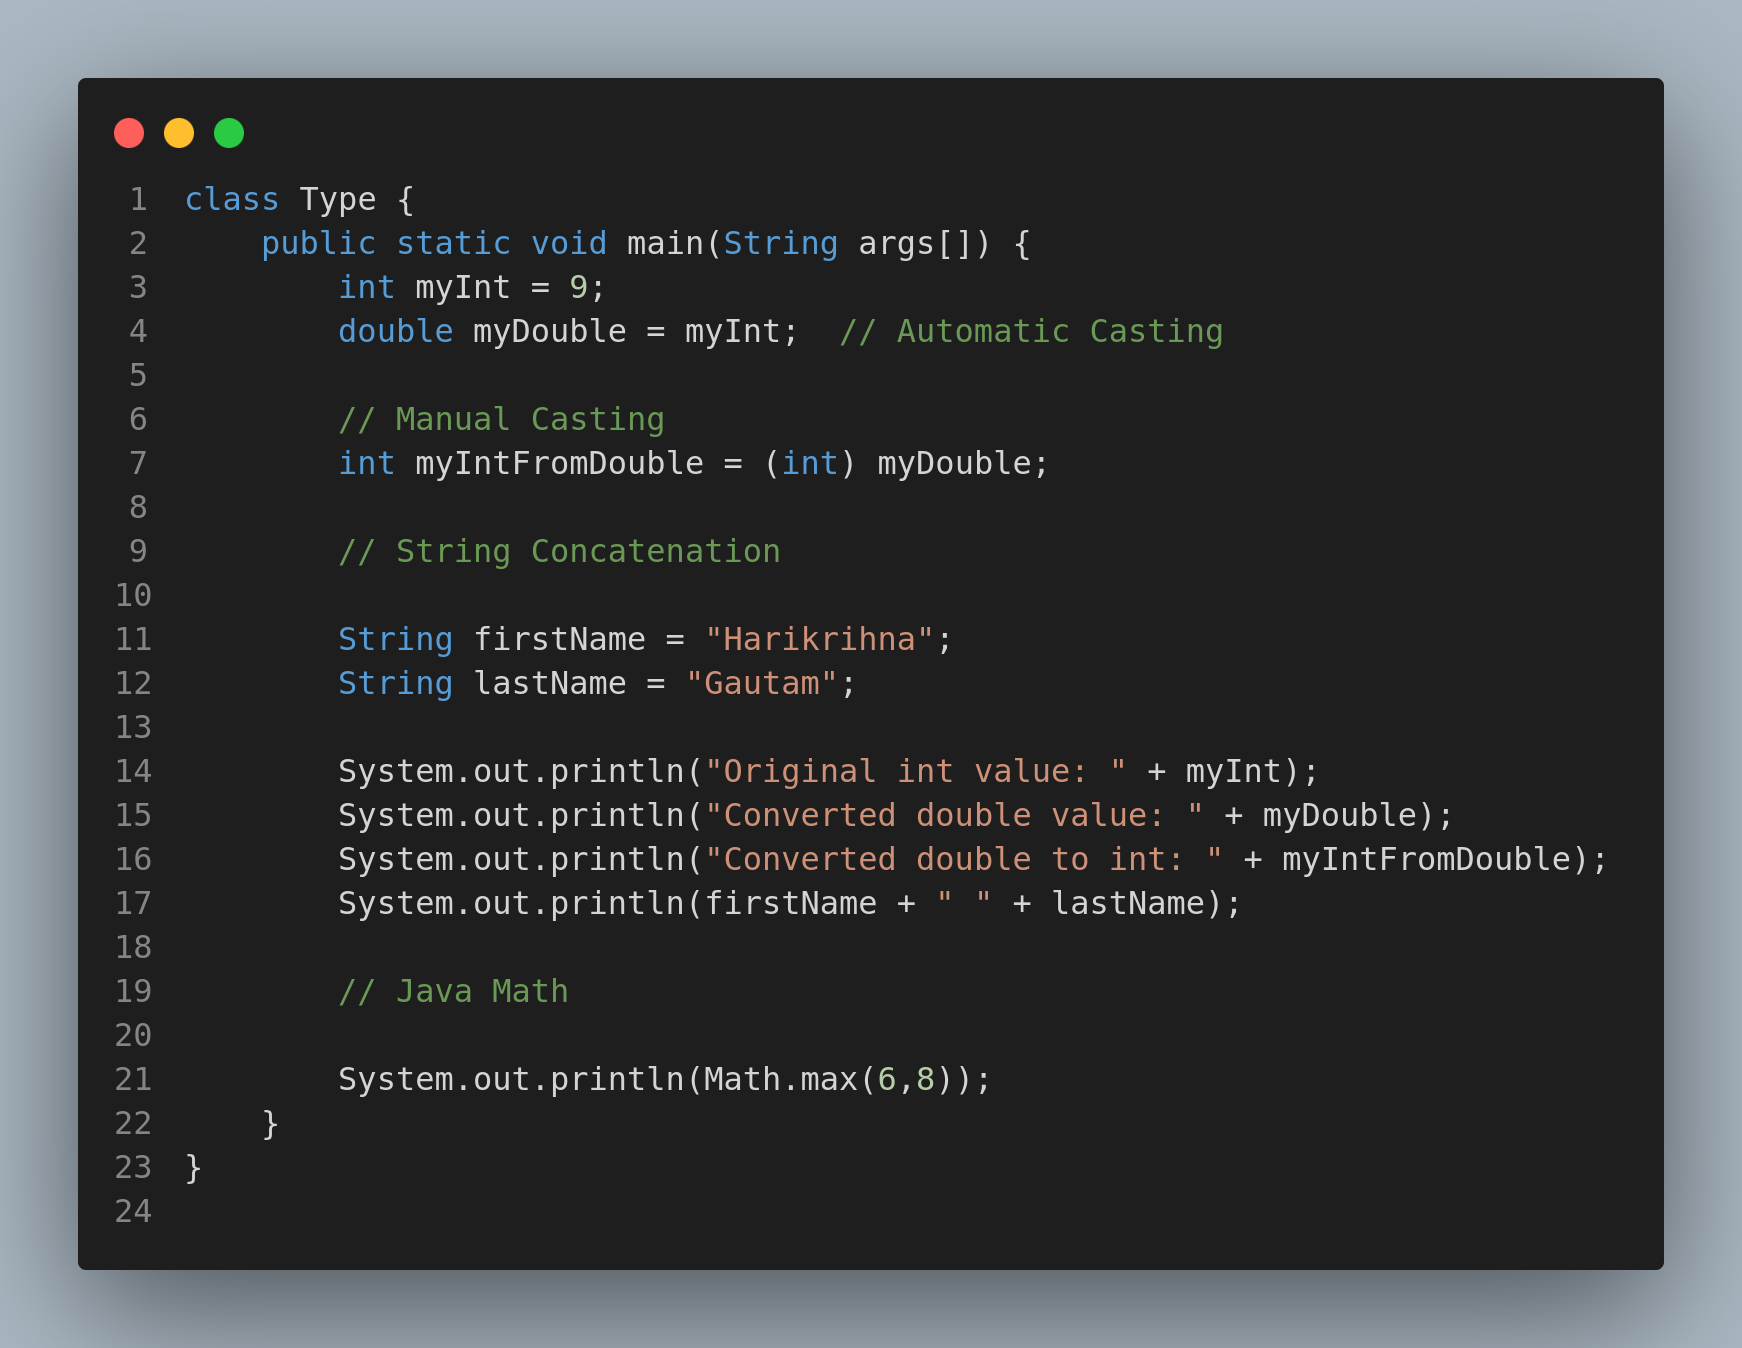 1 class Type {
2     public static void main(String args[]) {
3         int myInt = 9;
4         double myDouble = myInt;  // Automatic Casting
5
6         // Manual Casting
7         int myIntFromDouble = (int) myDouble;
8
9         // String Concatenation
10
11         String firstName = "Harikrihna";
12         String lastName = "Gautam";
13
14         System.out.println("Original int value: " + myInt);
15         System.out.println("Converted double value: " + myDouble);
16         System.out.println("Converted double to int: " + myIntFromDouble);
17         System.out.println(firstName + " " + lastName);
18
19         // Java Math
20
21         System.out.println(Math.max(6,8));
22     }
23 }
24